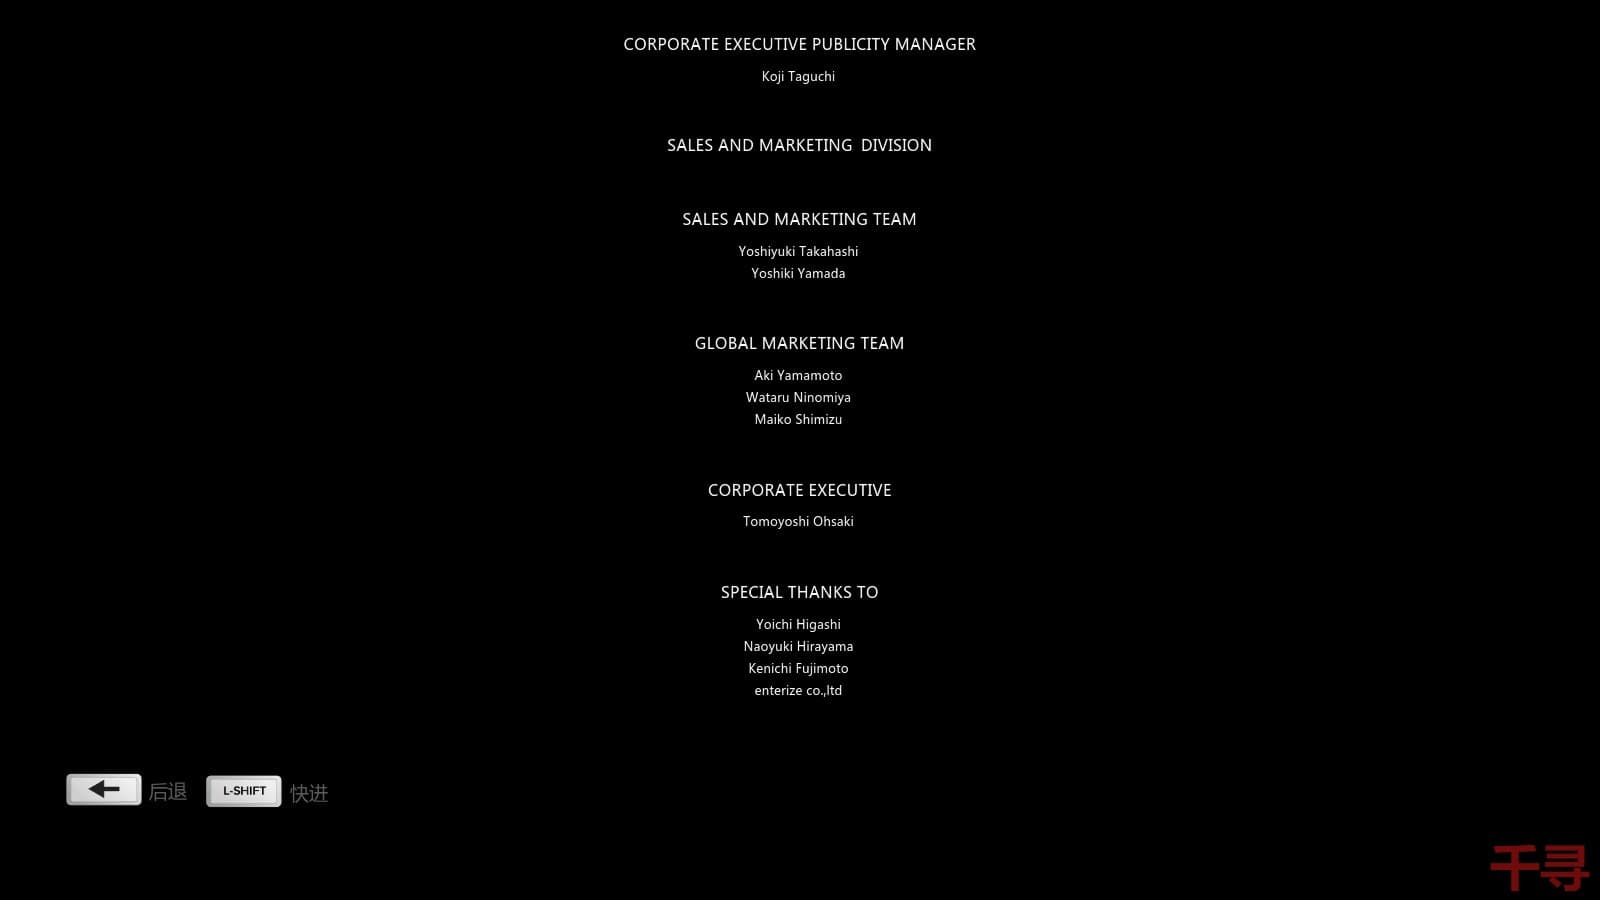 CORPORATE EXECUTIVE PUBLICITY MANAGER
Koji Taguchi
SALES AND MARKETING DIVISION
SALES AND MARKETING TEAM
Yoshiyuki Takahashi
Yoshiki Yamada
GLOBAL MARKETING TEAM
Aki Yamamoto
Wataru Ninomiya
Maiko Shimizu
CORPORATE EXECUTIVE
Tomoyoshi Ohsaki
SPECIAL THANKS TO
Yoichi Higashi
Naoyuki Hirayama
Kenichi Fujimoto
enterize co.,ltd
后退 L-SHIFT 快进
千寻